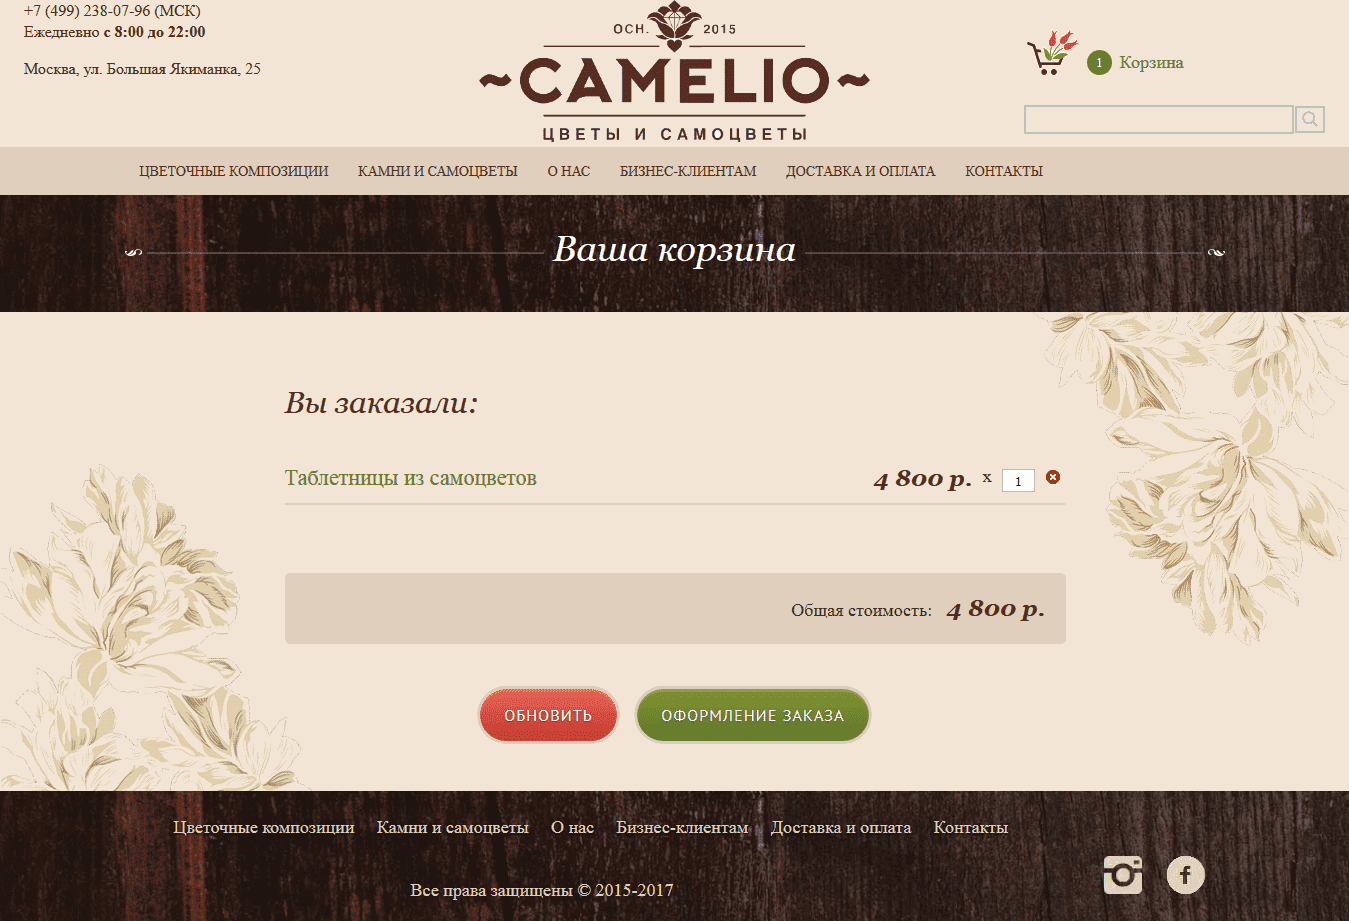 +7 (499) 238-07-96 (МСК)
Ежедневно с 8:00 до 22:00
Москва, ул. Большая Якиманка, 25
ОСН. 2015
~CAMELIO~
ЦВЕТЫ И САМОЦВЕТЫ
1 Корзина
ЦВЕТОЧНЫЕ КОМПОЗИЦИИ КАМНИ И САМОЦВЕТЫ О НАС БИЗНЕС-КЛИЕНТАМ ДОСТАВКА И ОПЛАТА КОНТАКТЫ
Ваша корзина
Вы заказали:
Таблетницы из самоцветов 4 800 р. x 1
Общая стоимость: 4 800 р.
ОБНОВИТЬ ОФОРМЛЕНИЕ ЗАКАЗА
Цветочные композиции Камни и самоцветы О нас Бизнес-клиентам Доставка и оплата Контакты
Все права защищены © 2015-2017